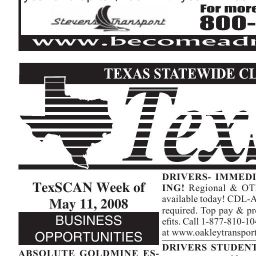 Stevens Transport
For more
800-
www.becomeadr
TEXAS STATEWIDE CL
Tex
TexSCAN Week of
May 11, 2008
BUSINESS
OPPORTUNITIES
ABSOLUTE GOLDMINE ES-
DRIVERS- IMMEDI
ING! Regional & OT
available today! CDL-A
required. Top pay & pr
efits. Call 1-877-810-10
at www.oakleytransport
DRIVERS STUDENT